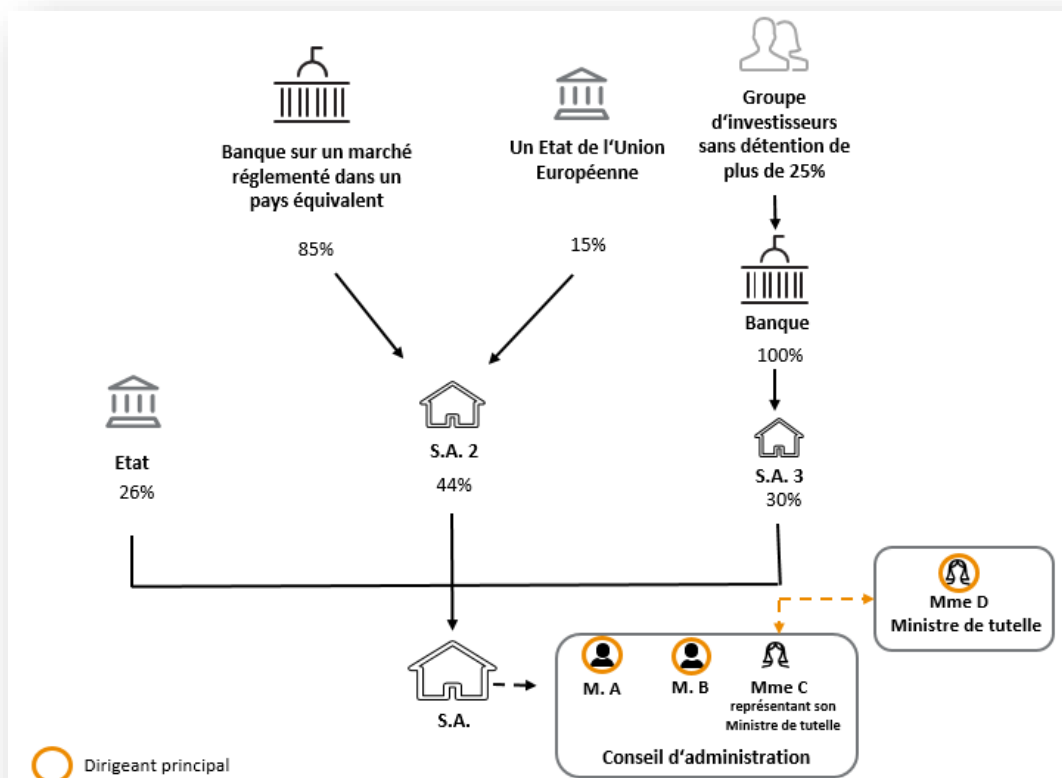 Groupe
d'investisseurs
sans détention de
plus de 25%
Banque sur un marché
réglementé dans un
pays équivalent
Un Etat de l'Union
Européenne
85%
15%
Banque
100%
Etat
26%
S.A. 2
44%
S.A. 3
30%
Mme D
Ministre de tutelle
S.A.
M. A
M. B
Mme C
représentant son
Ministre de tutelle
Conseil d'administration
Dirigeant principal